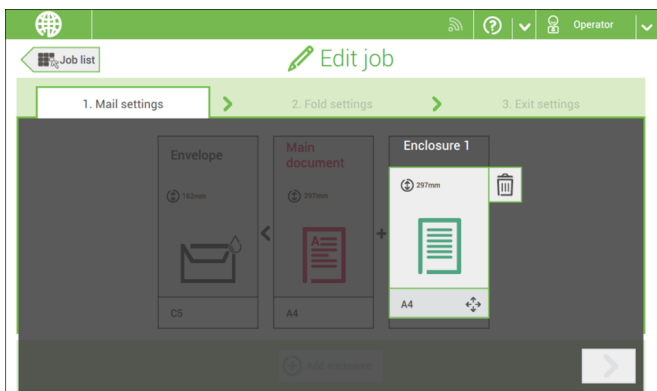 Operator
Job list
Edit job
1. Mail settings
2. Fold settings
3. Exit settings
Envelope
162mm
C5
Main
document
297mm
A
A4
Enclosure 1
297mm
A4
Add enclosure